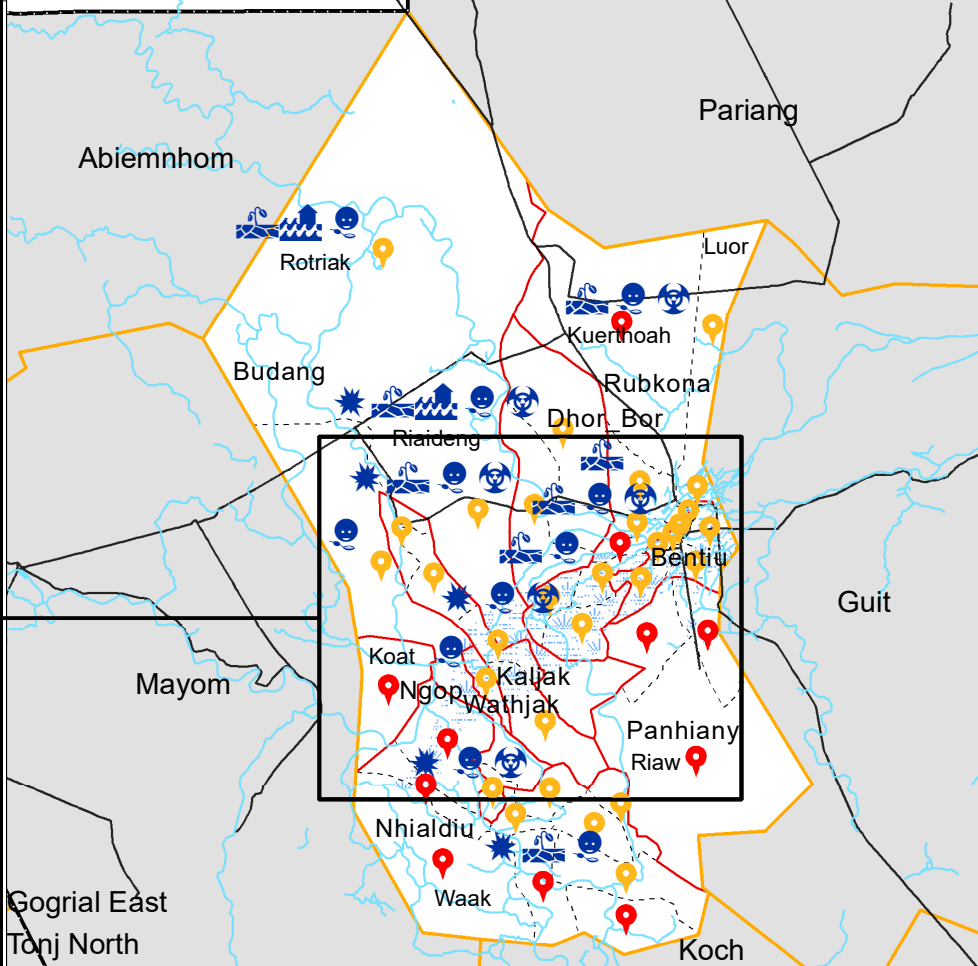 Pariang
Abiemnhom
Luor
Rotriak
Kuerthoah
Budang
Rubkona
Dhor_Bor
Riaideng
Bentiu
Guit
Koat
Kaljak
Mayom
Ngop
Wathjak
Panhiany
Riaw
Nhialdiu
Waak
Gogrial East
Tonj North
Koch